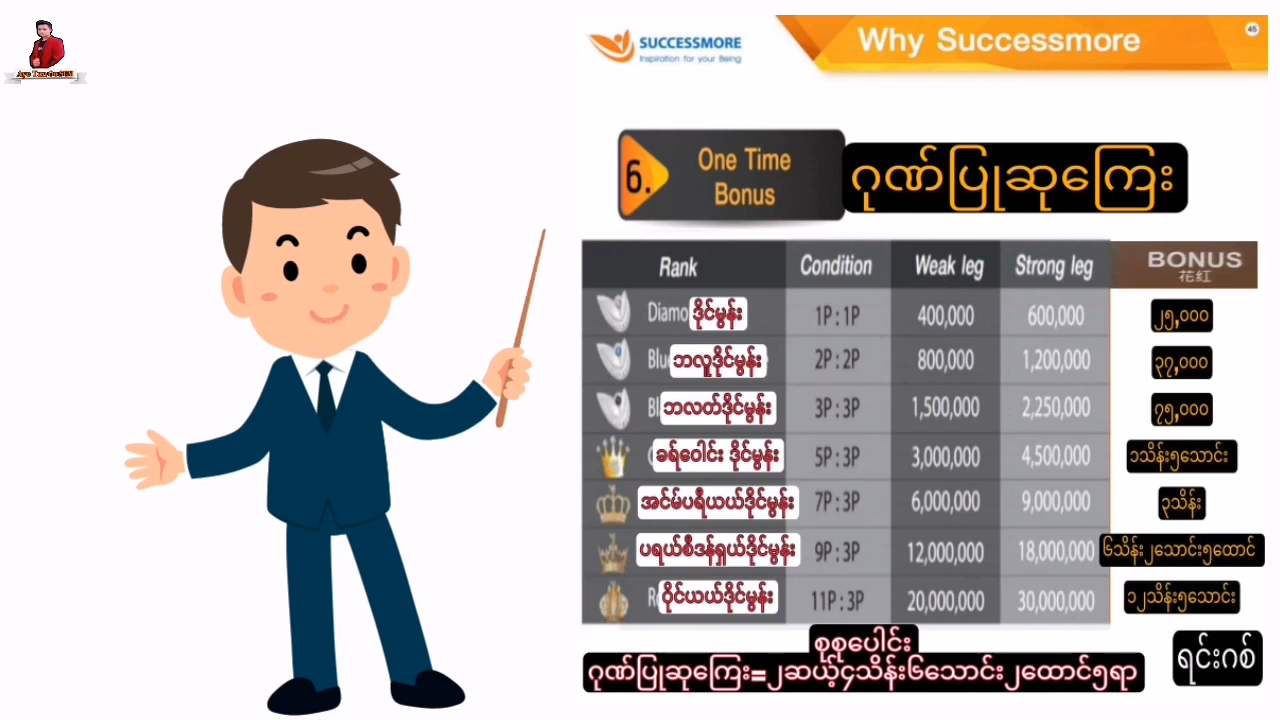 SUCCESSMORE
Inspiration for your Being
Why Successmore
45
6.
One Time
Bonus
ဂုဏ်ပြုဆုကြေး
Rank Condition Weak leg Strong leg BONUS
花紅
Diamo ဒိုင်မွန်း 1P : 1P 400,000 600,000 ၂၅,၀၀၀
Blu ဘလူဒိုင်မွန်း 2P : 2P 800,000 1,200,000 ၃၇,၀၀၀
Bl ဘလတ်ဒိုင်မွန်း 3P : 3P 1,500,000 2,250,000 ၇၅,၀၀၀
ခရ်ဝေါင်း ဒိုင်မွန်း 5P : 3P 3,000,000 4,500,000 ၁သိန်း၅သောင်း
အင်မ်ပရီယယ်ဒိုင်မွန်း 7P : 3P 6,000,000 9,000,000 ၃သိန်း
ပရယ်စီဒန်ရှယ်ဒိုင်မွန်း 9P : 3P 12,000,000 18,000,000 ၆သိန်း၂သောင်း၅ထောင်
R ဝိုင်ယယ်ဒိုင်မွန်း 11P : 3P 20,000,000 30,000,000 ၁၂သိန်း၅သောင်း
စုစုပေါင်း
ဂုဏ်ပြုဆုကြေး=၂ဆယ့်၄သိန်း၆သောင်း၂ထောင်၅ရာ
ရင်းဂစ်